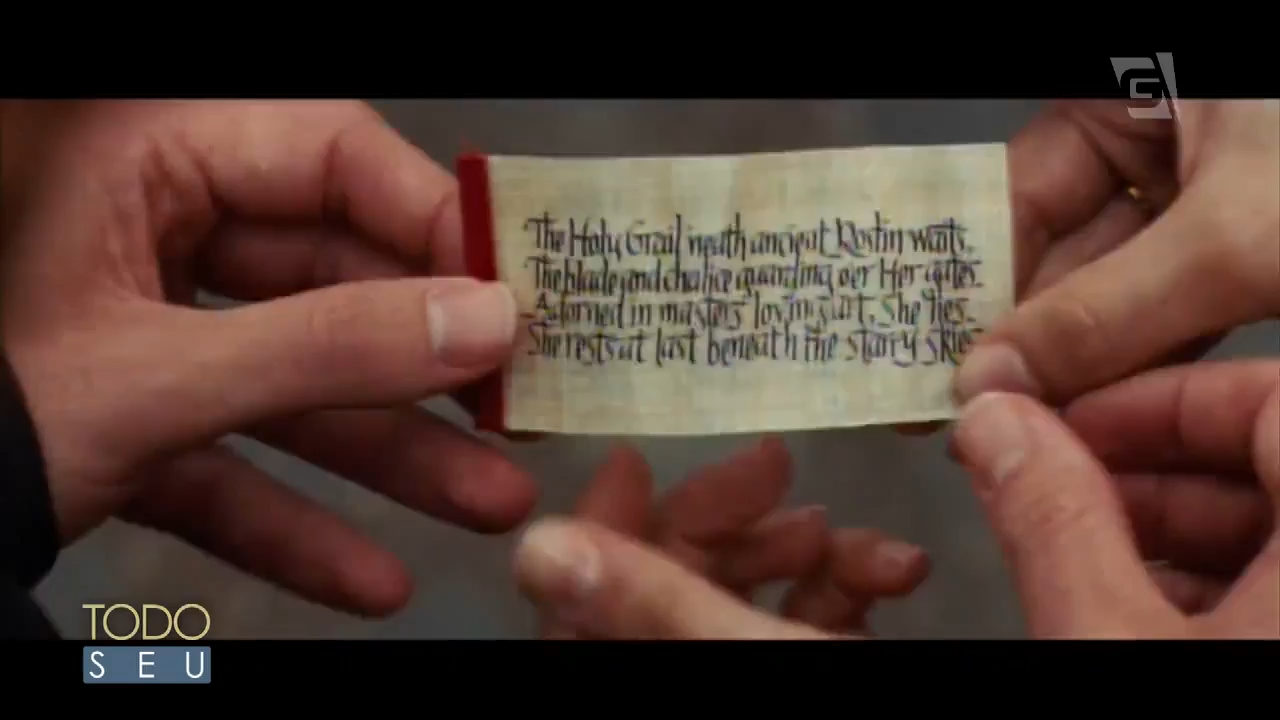 The Holy Grail 'neath ancient Roslin waits.
The blade and chalice guarding o'er Her gates.
Adorned in masters' loving art, She lies.
She rests at last beneath the starry skies.
TODO
SEU